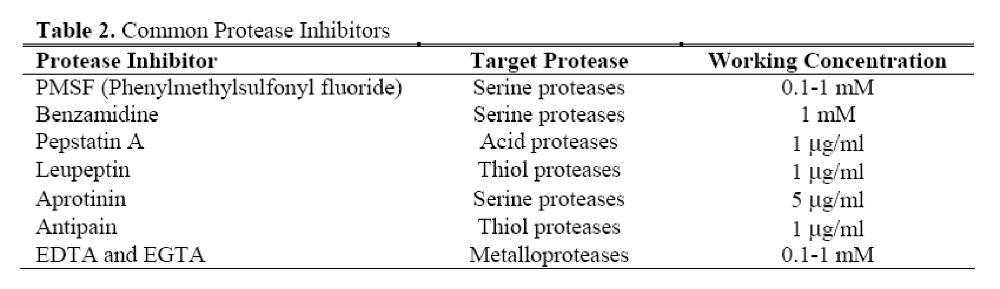 Table 2. Common Protease Inhibitors
Protease Inhibitor Target Protease Working Concentration
PMSF (Phenylmethylsulfonyl fluoride) Serine proteases 0.1-1 mM
Benzamidine Serine proteases 1 mM
Pepstatin A Acid proteases 1 μg/ml
Leupeptin Thiol proteases 1 μg/ml
Aprotinin Serine proteases 5 μg/ml
Antipain Thiol proteases 1 μg/ml
EDTA and EGTA Metalloproteases 0.1-1 mM